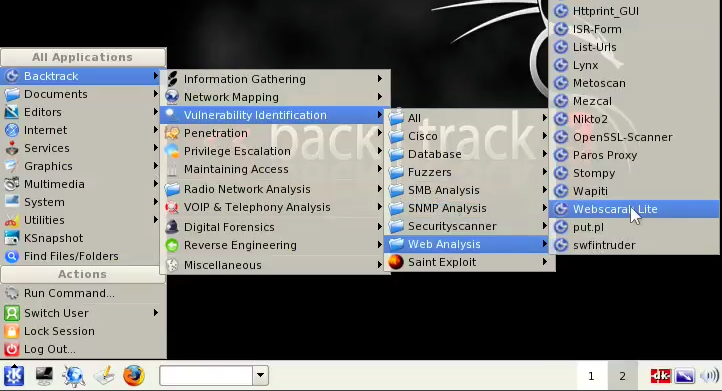 All Applications
Backtrack
Documents
Editors
Internet
Services
Graphics
Multimedia
System
Utilities
KSnapshot
Find Files/Folders
Actions
Run Command...
Switch User
Lock Session
Log Out...
Information Gathering
Network Mapping
Vulnerability Identification
Penetration
Privilege Escalation
Maintaining Access
Radio Network Analysis
VOIP & Telephony Analysis
Digital Forensics
Reverse Engineering
Miscellaneous
All
Cisco
Database
Fuzzers
SMB Analysis
SNMP Analysis
Securityscanner
Web Analysis
Saint Exploit
Httprint_GUI
ISR-Form
List-Urls
Lynx
Metoscan
Mezcal
Nikto2
OpenSSL-Scanner
Paros Proxy
Stompy
Wapiti
Webscarab Lite
put.pl
swfintruder
back track
1
2
dk